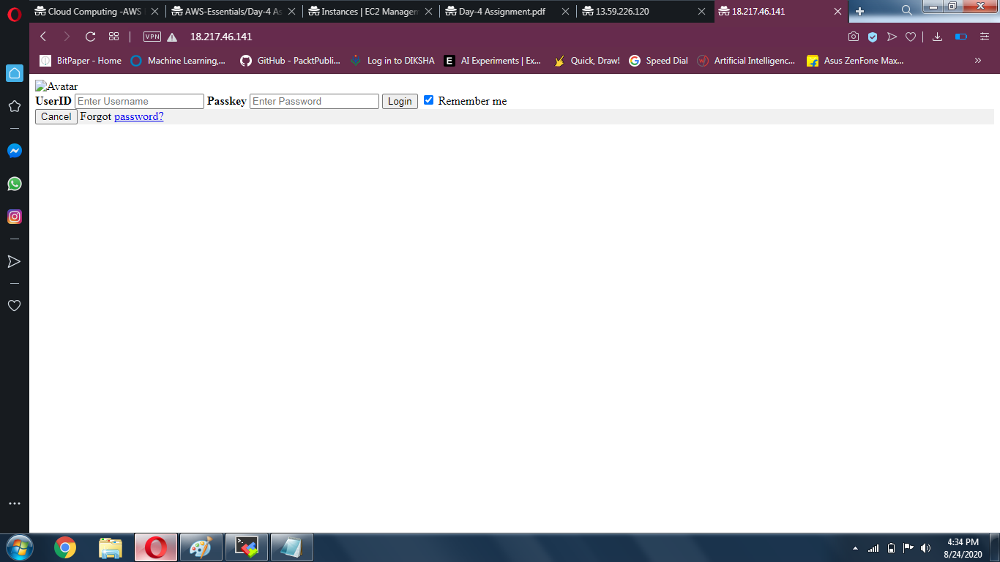 Cloud Computing -AWS
AWS-Essentials/Day-4 As
Instances | EC2 Managem
Day-4 Assignment.pdf
13.59.226.120
18.217.46.141
VPN 18.217.46.141
BitPaper - Home Machine Learning,... GitHub - PacktPubli... Log in to DIKSHA E AI Experiments | Ex... Quick, Draw! Speed Dial Artificial Intelligenc... Asus ZenFone Max...
Avatar
UserID Enter Username Passkey Enter Password Login Remember me
Cancel Forgot password?
4:34 PM
8/24/2020